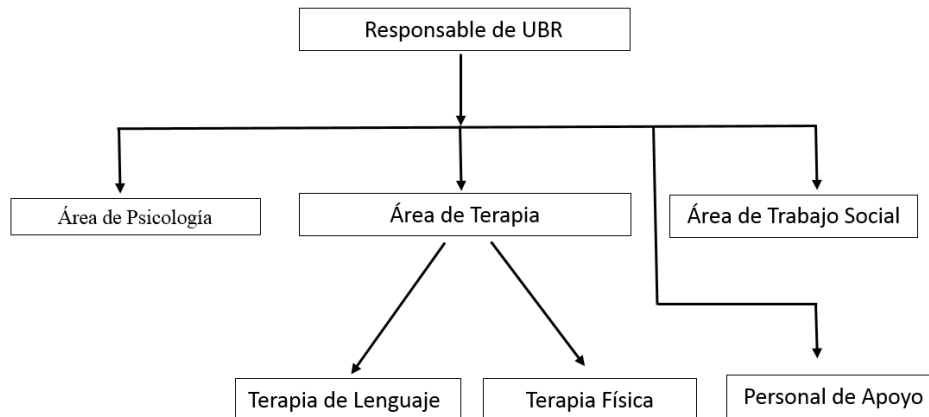 Responsable de UBR
Área de Psicología
Área de Terapia
Área de Trabajo Social
Terapia de Lenguaje
Terapia Física
Personal de Apoyo